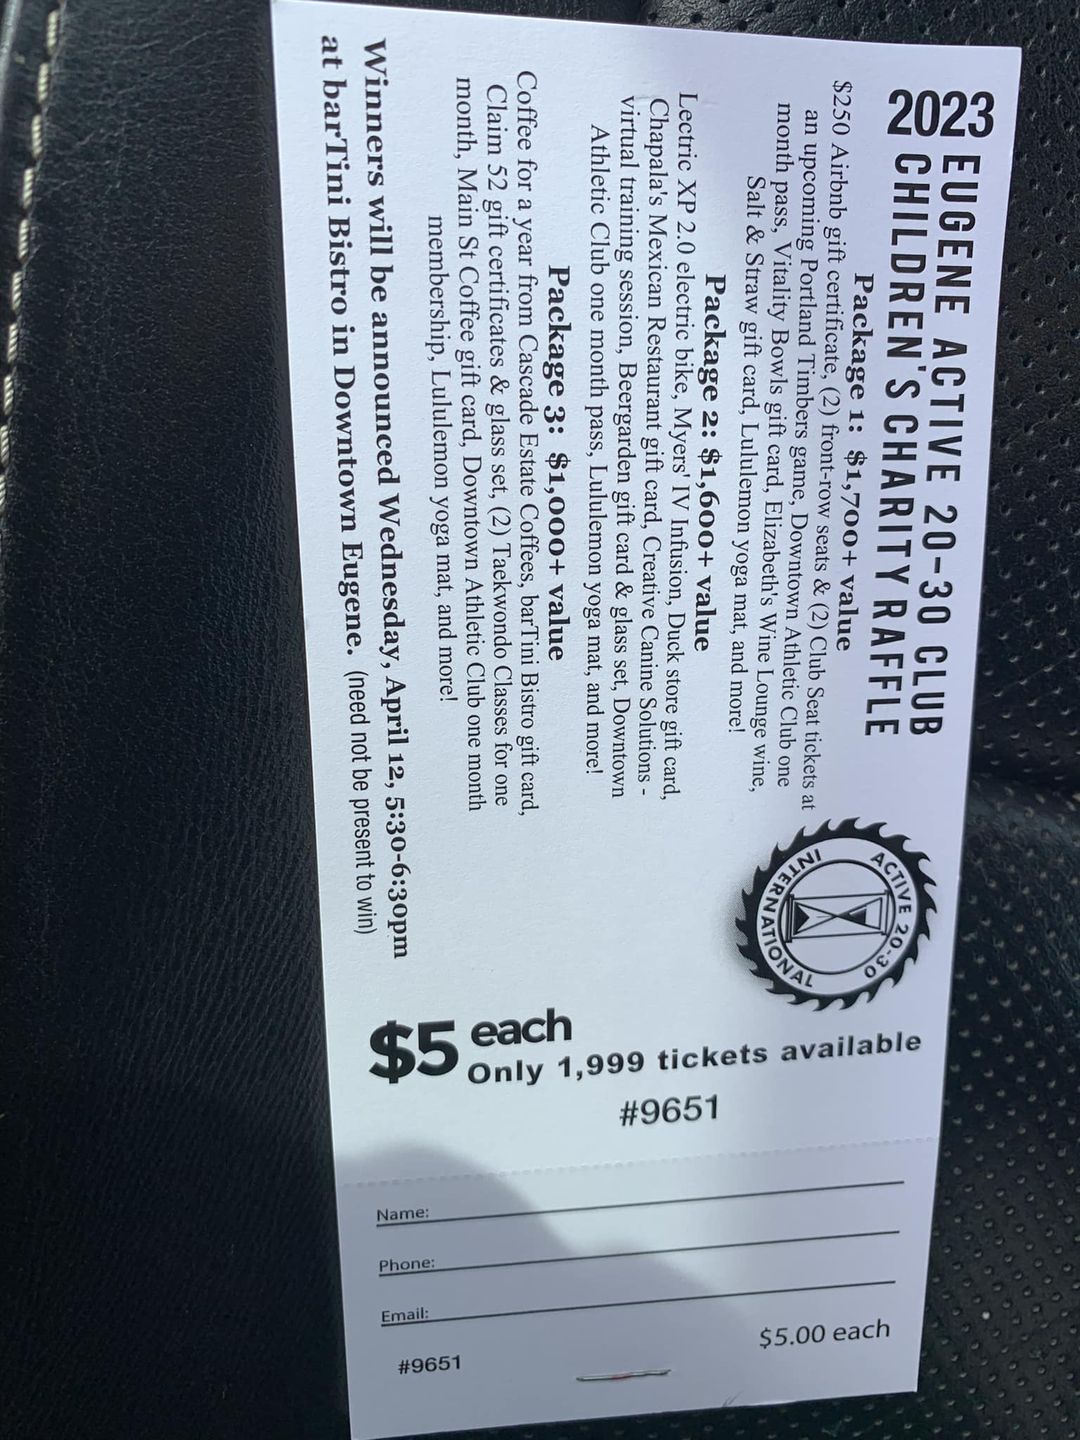 2023 EUGENE ACTIVE 20-30 CLUB
CHILDREN'S CHARITY RAFFLE
Package 1: $1,700+ value
$250 Airbnb gift certificate, (2) front-row seats & (2) Club Seat tickets at
an upcoming Portland Timbers game, Downtown Athletic Club one
month pass, Vitality Bowls gift card, Elizabeth's Wine Lounge wine,
Salt & Straw gift card, Lululemon yoga mat, and more!
Package 2: $1,600+ value
Lectric XP 2.0 electric bike, Myers' IV Infusion, Duck store gift card,
Chapala's Mexican Restaurant gift card, Creative Canine Solutions -
virtual training session, Beergarden gift card & glass set, Downtown
Athletic Club one month pass, Lululemon yoga mat, and more!
Package 3: $1,000+ value
Coffee for a year from Cascade Estate Coffees, barTini Bistro gift card,
Claim 52 gift certificates & glass set, (2) Taekwondo Classes for one
month, Main St Coffee gift card, Downtown Athletic Club one month
membership, Lululemon yoga mat, and more!
Winners will be announced Wednesday, April 12, 5:30-6:30pm
at barTini Bistro in Downtown Eugene. (need not be present to win)
ACTIVE 20-30
INTERNATIONAL
$5 each
Only 1,999 tickets available
#9651
Name:
Phone:
Email:
$5.00 each
#9651